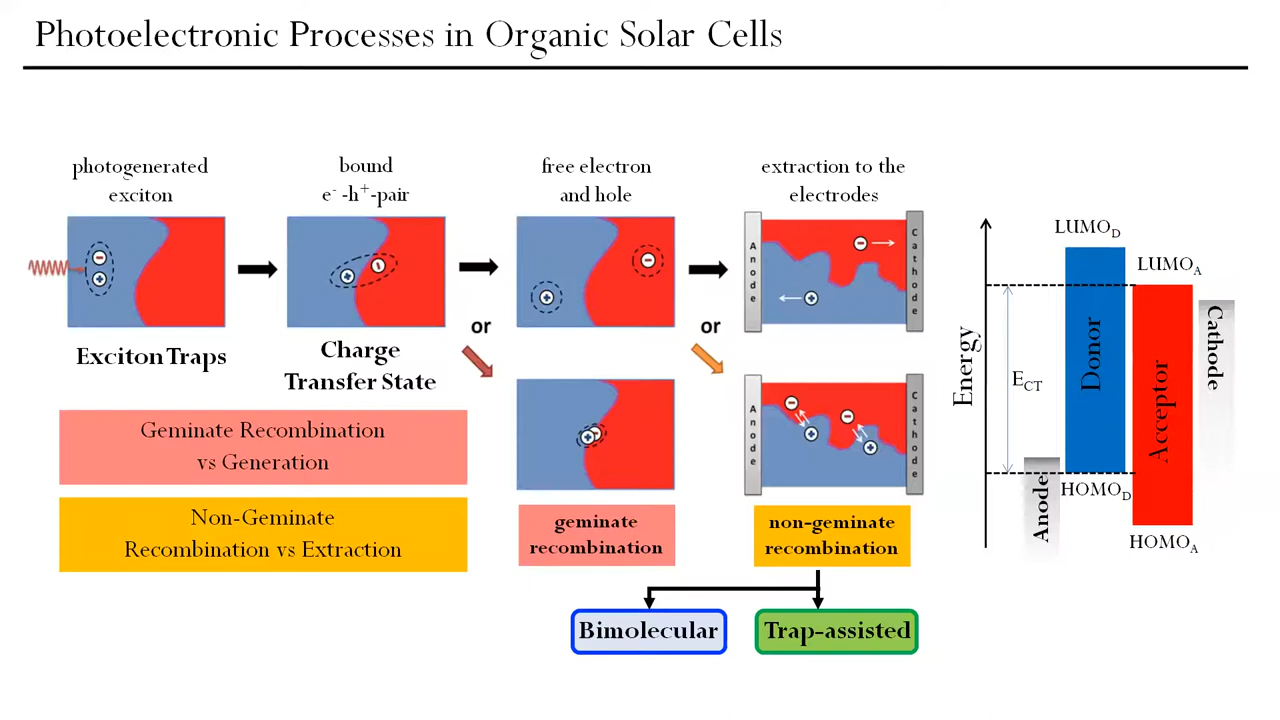 Photoelectronic Processes in Organic Solar Cells
photogenerated
exciton
bound
e⁻ -h⁺-pair
free electron
and hole
extraction to the
electrodes
Exciton Traps
Charge
Transfer State
or
or
Anode
Cathode
Anode
Cathode
Geminate Recombination
vs Generation
Non-Geminate
Recombination vs Extraction
geminate
recombination
non-geminate
recombination
Bimolecular
Trap-assisted
Energy
E_CT
LUMO_D
LUMO_A
Donor
Acceptor
Cathode
Anode
HOMO_D
HOMO_A